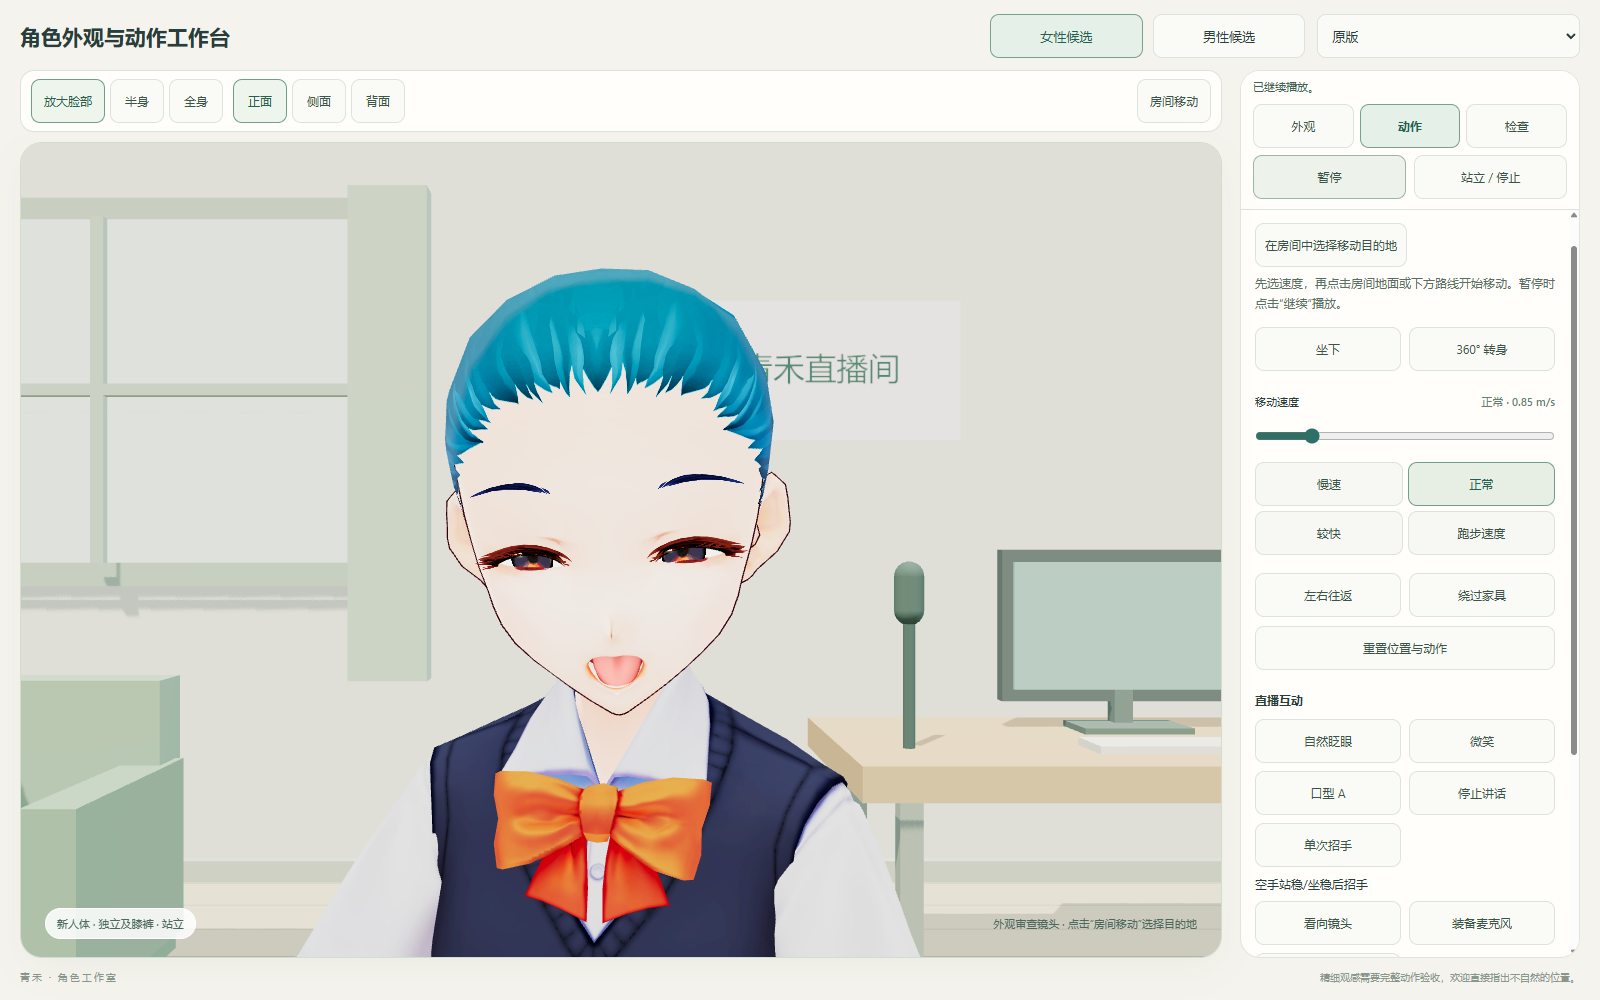 角色外观与动作工作台
女性候选
男性候选
原版
放大脸部
半身
全身
正面
侧面
背面
房间移动
已继续播放。
外观
动作
检查
暂停
站立 / 停止
在房间中选择移动目的地
先选速度，再点击房间地面或下方路线开始移动。暂停时
点击“继续”播放。
坐下
360° 转身
移动速度
正常 · 0.85 m/s
慢速
正常
较快
跑步速度
左右往返
绕过家具
重置位置与动作
直播互动
自然眨眼
微笑
口型 A
停止讲话
单次招手
空手站稳/坐稳后招手
看向镜头
装备麦克风
青禾直播间
新人体 · 独立及膝裤 · 站立
外观审查镜头 · 点击“房间移动”选择目的地
青禾 · 角色工作室
精细观感需要完整动作验收，欢迎直接指出不自然的位置。